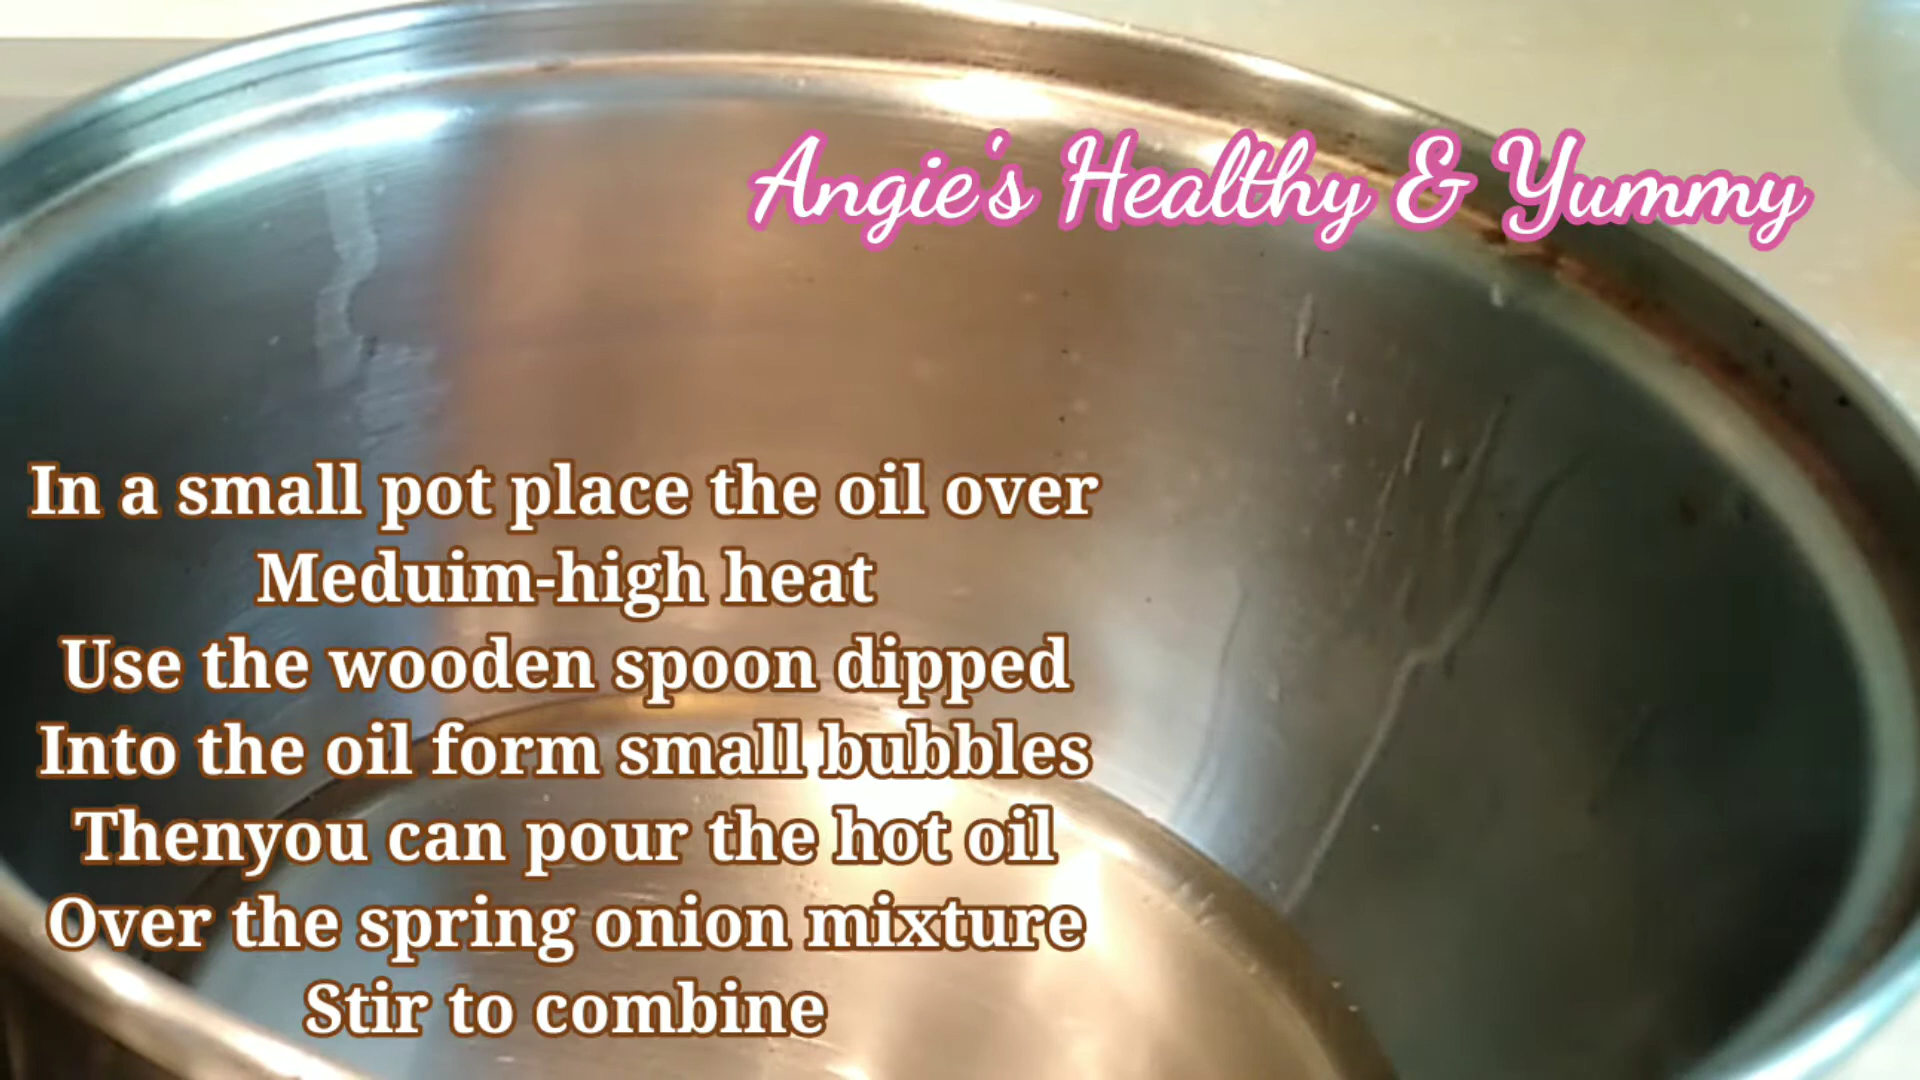 Angie's Healthy & Yummy
In a small pot place the oil over
Meduim-high heat
Use the wooden spoon dipped
Into the oil form small bubbles
Thenyou can pour the hot oil
Over the spring onion mixture
Stir to combine